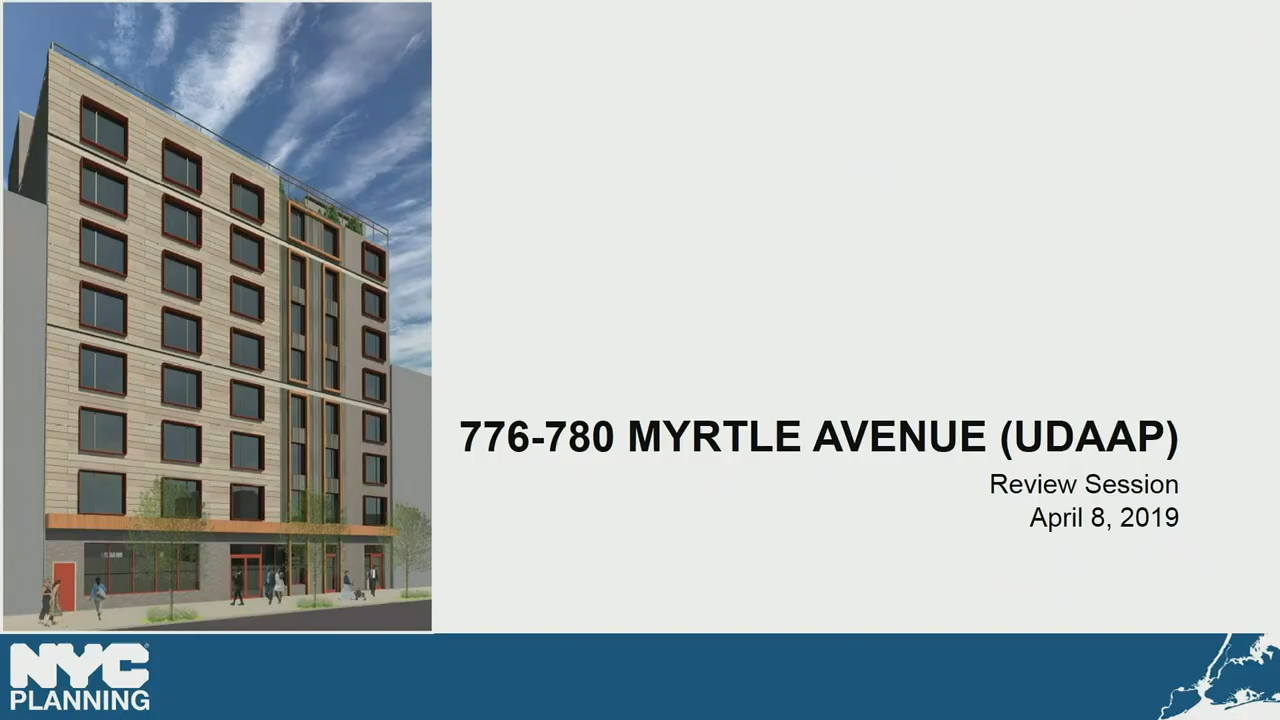 776-780 MYRTLE AVENUE (UDAAP)
Review Session
April 8, 2019
NYC
PLANNING